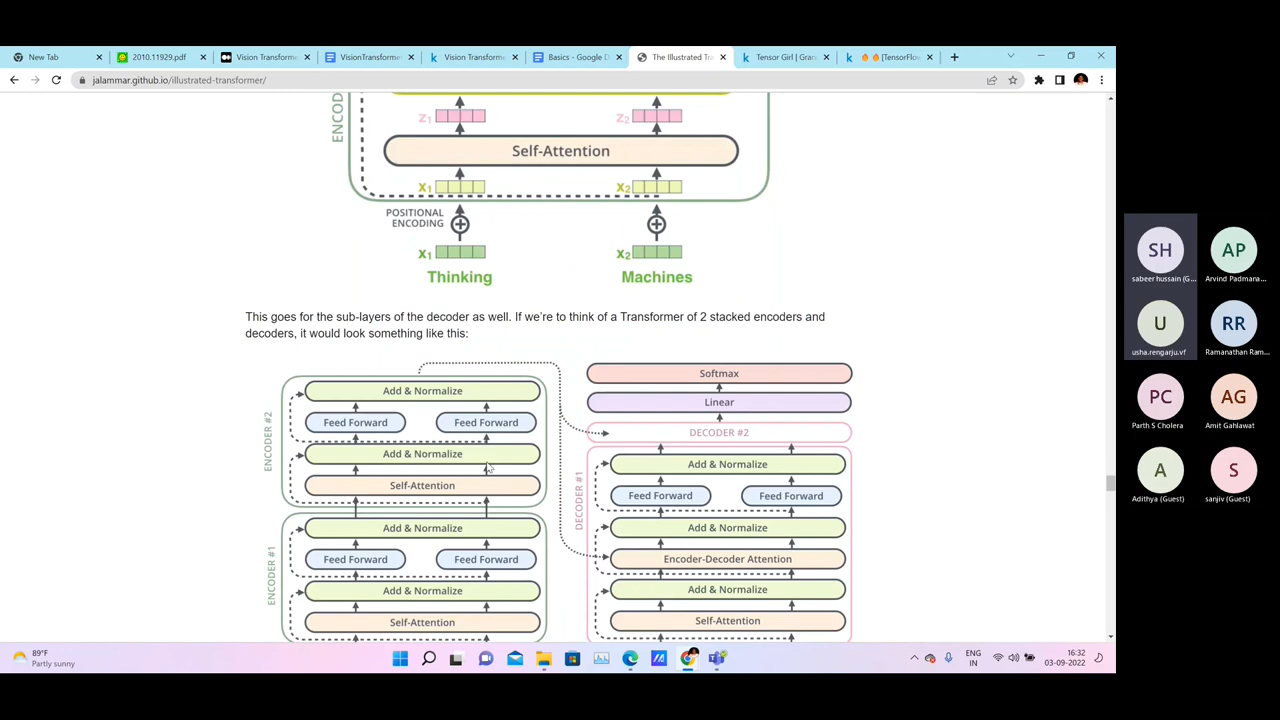 New Tab
2010.11929.pdf
Vision Transforme
VisionTransforme
Vision Transforme
Basics - Google D
The Illustrated Tra
Tensor Girl | Gran
[TensorFlow
jalammar.github.io/illustrated-transformer/
ENCOD
Z1
Z2
Self-Attention
X1
X2
POSITIONAL
ENCODING
X1
X2
Thinking
Machines
This goes for the sub-layers of the decoder as well. If we're to think of a Transformer of 2 stacked encoders and
decoders, it would look something like this:
ENCODER #2
Add & Normalize
Feed Forward
Feed Forward
Add & Normalize
Self-Attention
ENCODER #1
Add & Normalize
Feed Forward
Feed Forward
Add & Normalize
Self-Attention
Softmax
Linear
DECODER #2
DECODER #1
Add & Normalize
Feed Forward
Feed Forward
Add & Normalize
Encoder-Decoder Attention
Add & Normalize
Self-Attention
SH
sabeer hussain (G...
AP
Arvind Padmana...
U
usha.rengarju.vf
RR
Ramanathan Ram...
PC
Parth S Cholera
AG
Amit Gahlawat
A
Adithya (Guest)
S
sanjiv (Guest)
89°F
Partly sunny
ENG
IN
16:32
03-09-2022